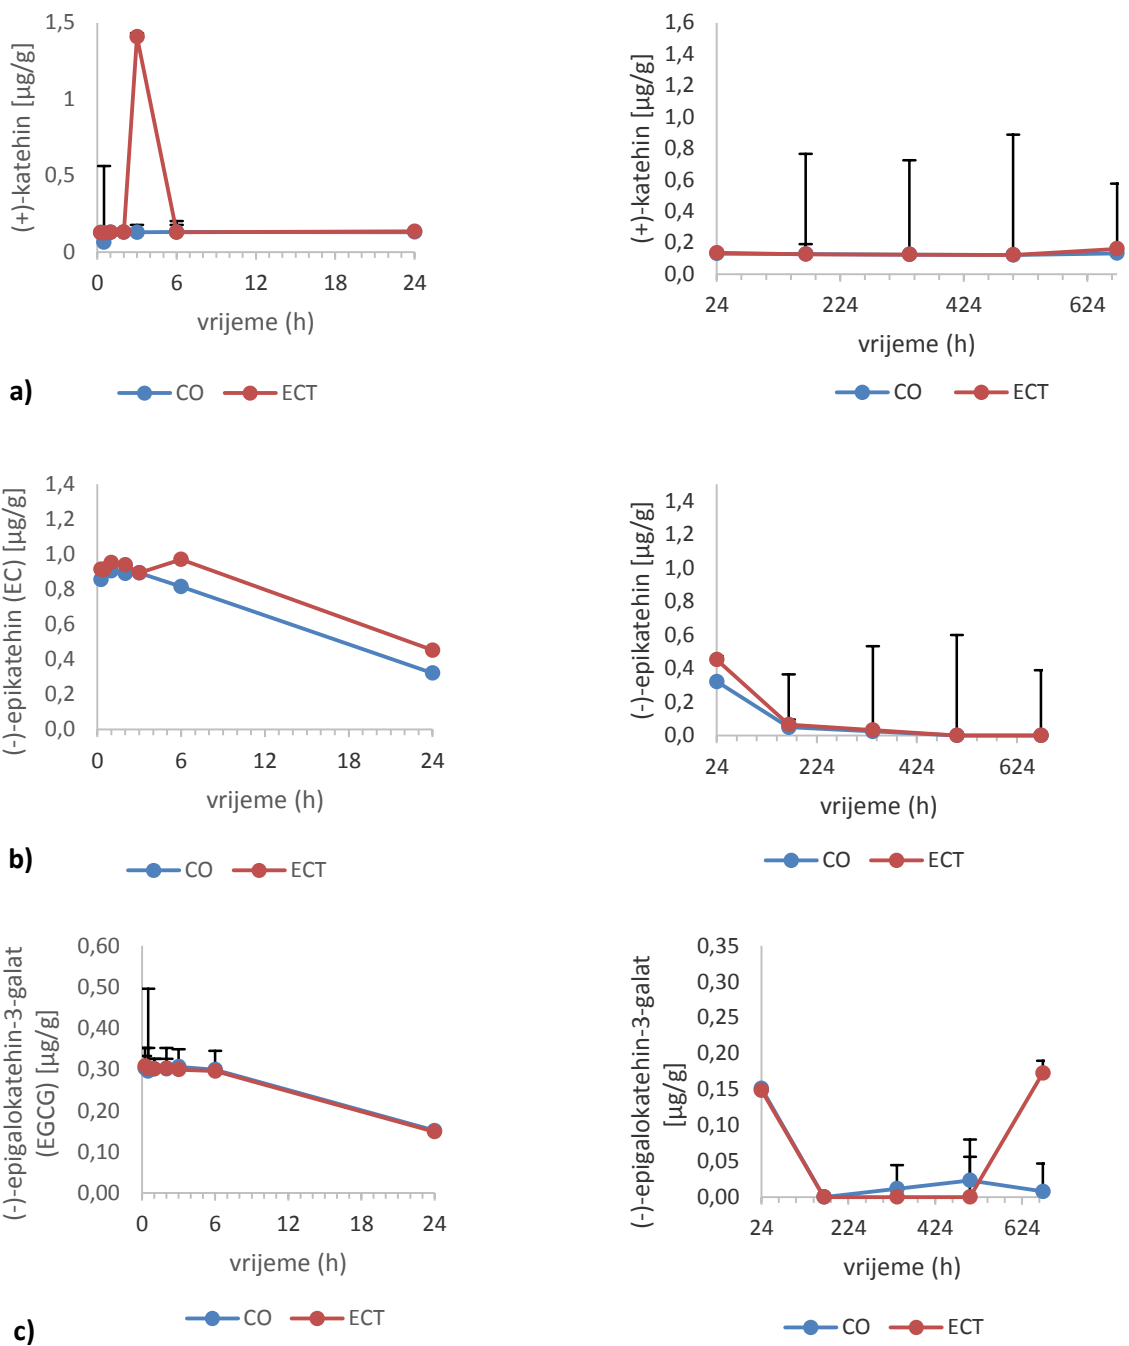 (+)-katehin [µg/g]
1,5
1
0,5
0
0
6
12
18
24
vrijeme (h)
CO
ECT
(+)-katehin [µg/g]
1,6
1,4
1,2
1,0
0,8
0,6
0,4
0,2
0,0
24
224
424
624
vrijeme (h)
CO
ECT
a)
(-)-epikatehin (EC) [µg/g]
1,4
1,2
1,0
0,8
0,6
0,4
0,2
0,0
0
6
12
18
24
vrijeme (h)
CO
ECT
(-)-epikatehin [µg/g]
1,4
1,2
1,0
0,8
0,6
0,4
0,2
0,0
24
224
424
624
vrijeme (h)
CO
ECT
b)
(-)-epigalokatehin-3-galat
(EGCG) [µg/g]
0,60
0,50
0,40
0,30
0,20
0,10
0,00
0
6
12
18
24
vrijeme (h)
CO
ECT
(-)-epigalokatehin-3-galat
[µg/g]
0,35
0,30
0,25
0,20
0,15
0,10
0,05
0,00
24
224
424
624
vrijeme (h)
CO
ECT
c)